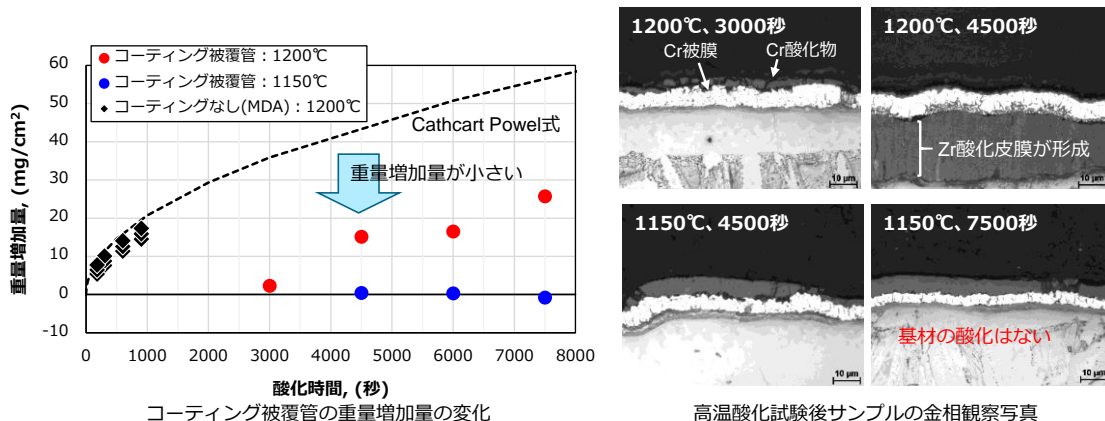 コーティング被覆管：1200℃
コーティング被覆管：1150℃
コーティングなし(MDA)：1200℃
Cathcart Powel式
重量増加量が小さい
重量増加量, (mg/cm²)
60
50
40
30
20
10
0
-10
0 1000 2000 3000 4000 5000 6000 7000 8000
酸化時間, (秒)
コーティング被覆管の重量増加量の変化
1200℃、3000秒
Cr被膜
Cr酸化物
10 μm
1200℃、4500秒
Zr酸化皮膜が形成
10 μm
1150℃、4500秒
10 μm
1150℃、7500秒
基材の酸化はない
10 μm
高温酸化試験後サンプルの金相観察写真